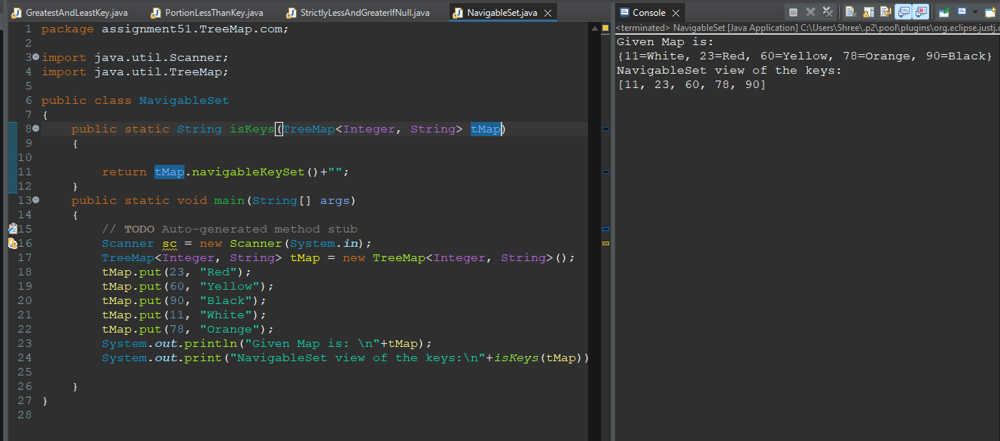 GreatestAndLeastKey.java PortionLessThanKey.java StrictlyLessAndGreaterIfNull.java NavigableSet.java
1 package assignment51.TreeMap.com;
2
3 import java.util.Scanner;
4 import java.util.TreeMap;
5
6 public class NavigableSet
7 {
8 public static String isKeys(TreeMap<Integer, String> tMap)
9 {
10
11 return tMap.navigableKeySet()+"";
12 }
13 public static void main(String[] args)
14 {
15 // TODO Auto-generated method stub
16 Scanner sc = new Scanner(System.in);
17 TreeMap<Integer, String> tMap = new TreeMap<Integer, String>();
18 tMap.put(23, "Red");
19 tMap.put(60, "Yellow");
20 tMap.put(90, "Black");
21 tMap.put(11, "White");
22 tMap.put(78, "Orange");
23 System.out.println("Given Map is: \n"+tMap);
24 System.out.print("NavigableSet view of the keys:\n"+isKeys(tMap))
25
26 }
27 }
28
Console
<terminated> NavigableSet [Java Application] C:\Users\Shree\.p2\pool\plugins\org.eclipse.justj.o
Given Map is:
{11=White, 23=Red, 60=Yellow, 78=Orange, 90=Black}
NavigableSet view of the keys:
[11, 23, 60, 78, 90]